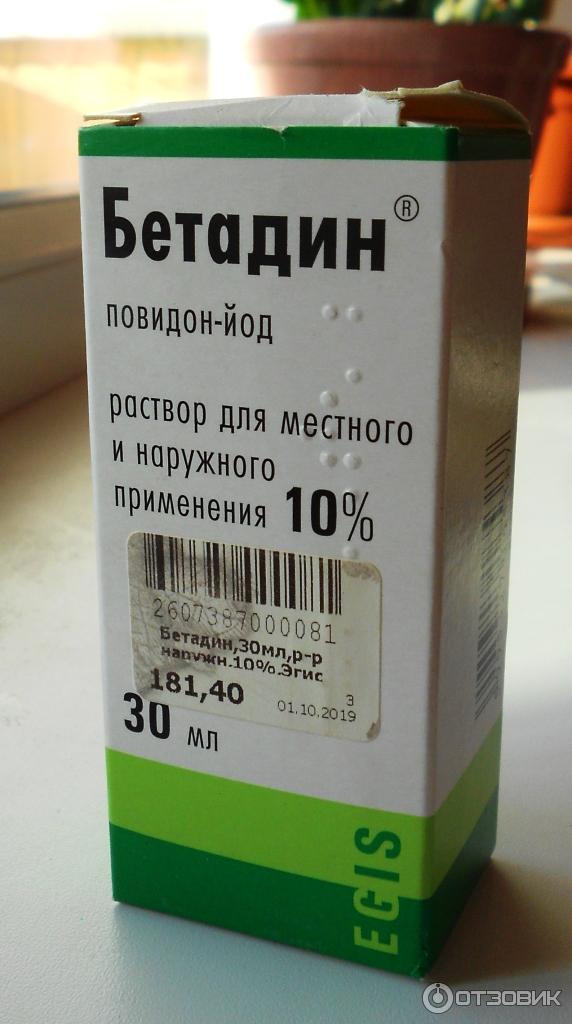 Бетадин®
повидон-йод
раствор для местного
и наружного
применения 10%
2607387000081
Бетадин,30мл,р-р
наружн.10%.Эгис
181,40
3
01.10.2019
30 мл
EGIS
ОТЗОВИК